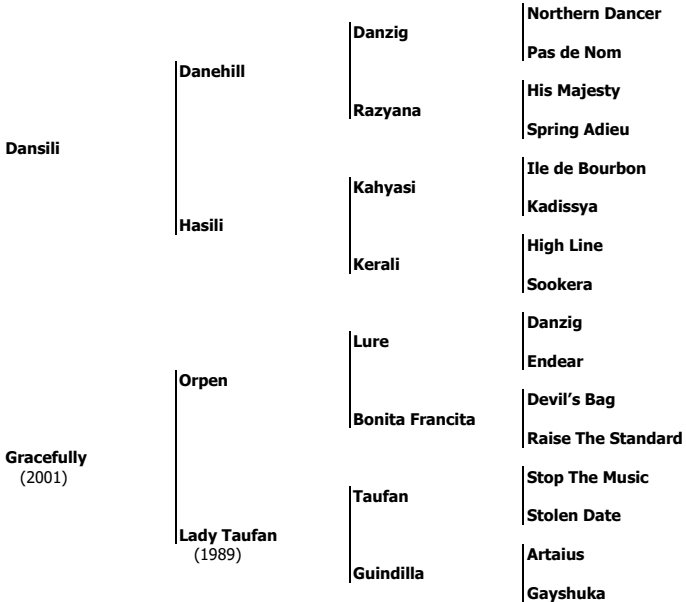 Northern Dancer
Danzig
Pas de Nom
Danehill
His Majesty
Razyana
Spring Adieu
Dansili
Ile de Bourbon
Kahyasi
Kadissya
Hasili
High Line
Kerali
Sookera
Danzig
Lure
Endear
Orpen
Devil's Bag
Bonita Francita
Raise The Standard
Gracefully
(2001)
Stop The Music
Taufan
Stolen Date
Lady Taufan
(1989)
Artaius
Guindilla
Gayshuka